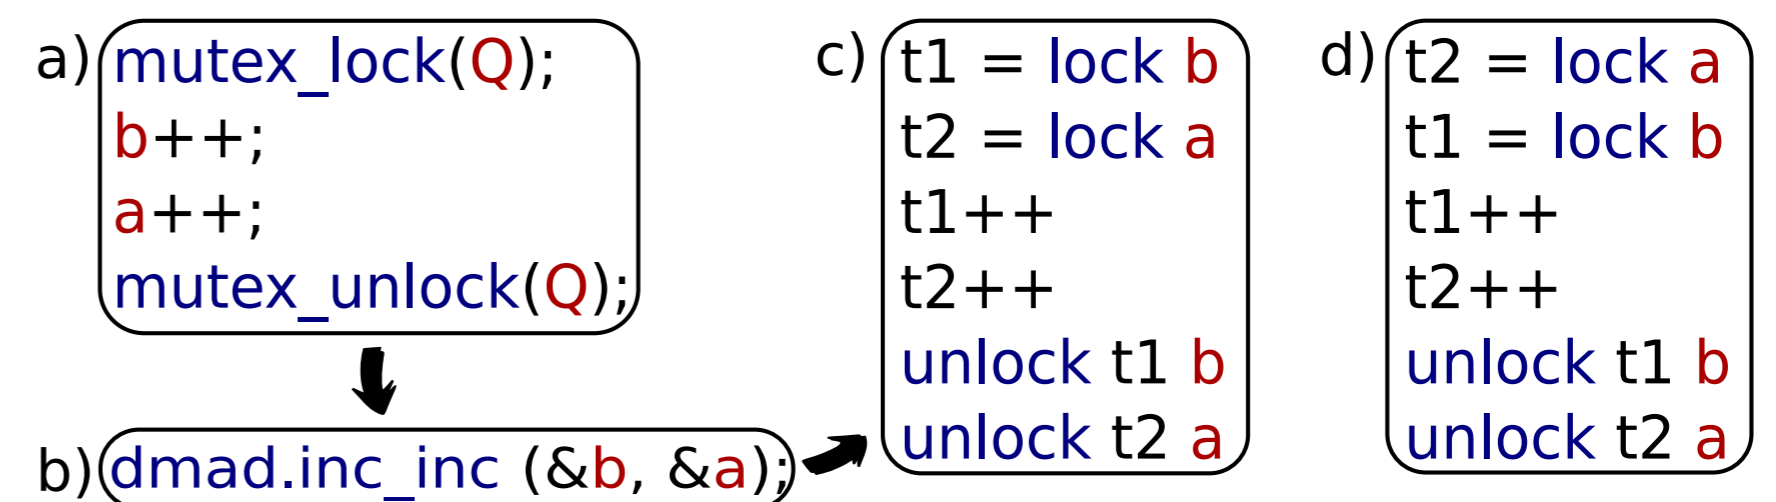 a) mutex_lock(Q);
b++;
a++;
mutex_unlock(Q);
b) dmad.inc_inc (&b, &a);
c) t1 = lock b
t2 = lock a
t1++
t2++
unlock t1 b
unlock t2 a
d) t2 = lock a
t1 = lock b
t1++
t2++
unlock t1 b
unlock t2 a